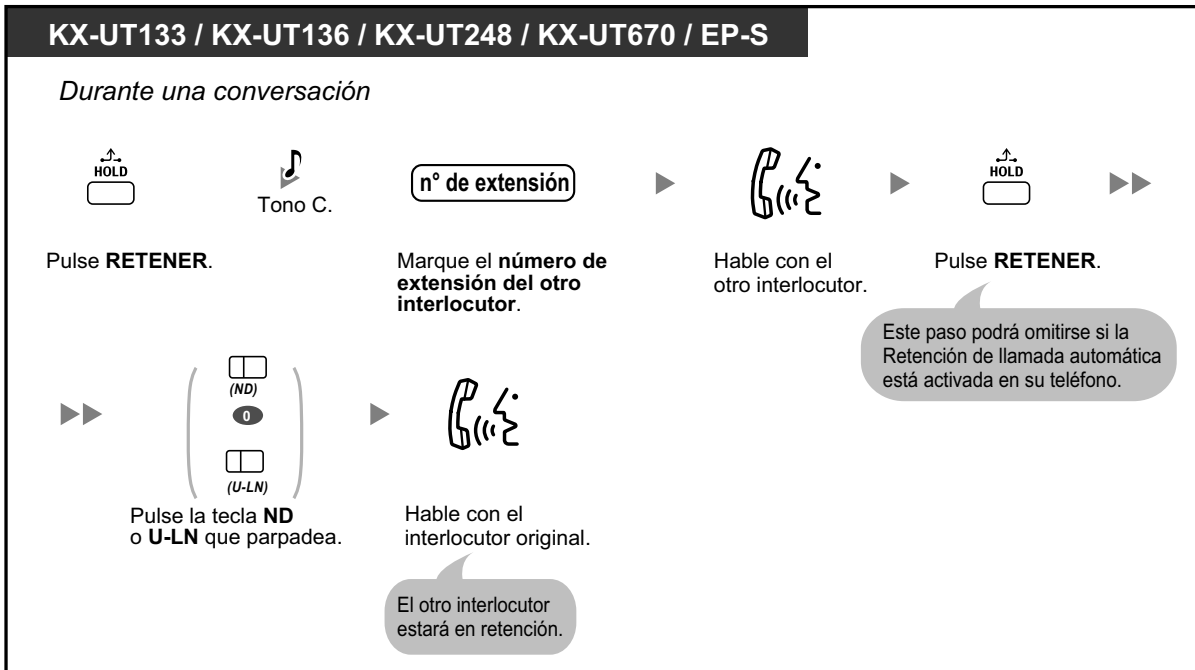 KX-UT133 / KX-UT136 / KX-UT248 / KX-UT670 / EP-S
Durante una conversación
HOLD
Tono C.
n° de extensión
HOLD
Pulse RETENER.
Marque el número de
extensión del otro
interlocutor.
Hable con el
otro interlocutor.
Pulse RETENER.
Este paso podrá omitirse si la
Retención de llamada automática
está activada en su teléfono.
(ND)
0
(U-LN)
Pulse la tecla ND
o U-LN que parpadea.
Hable con el
interlocutor original.
El otro interlocutor
estará en retención.